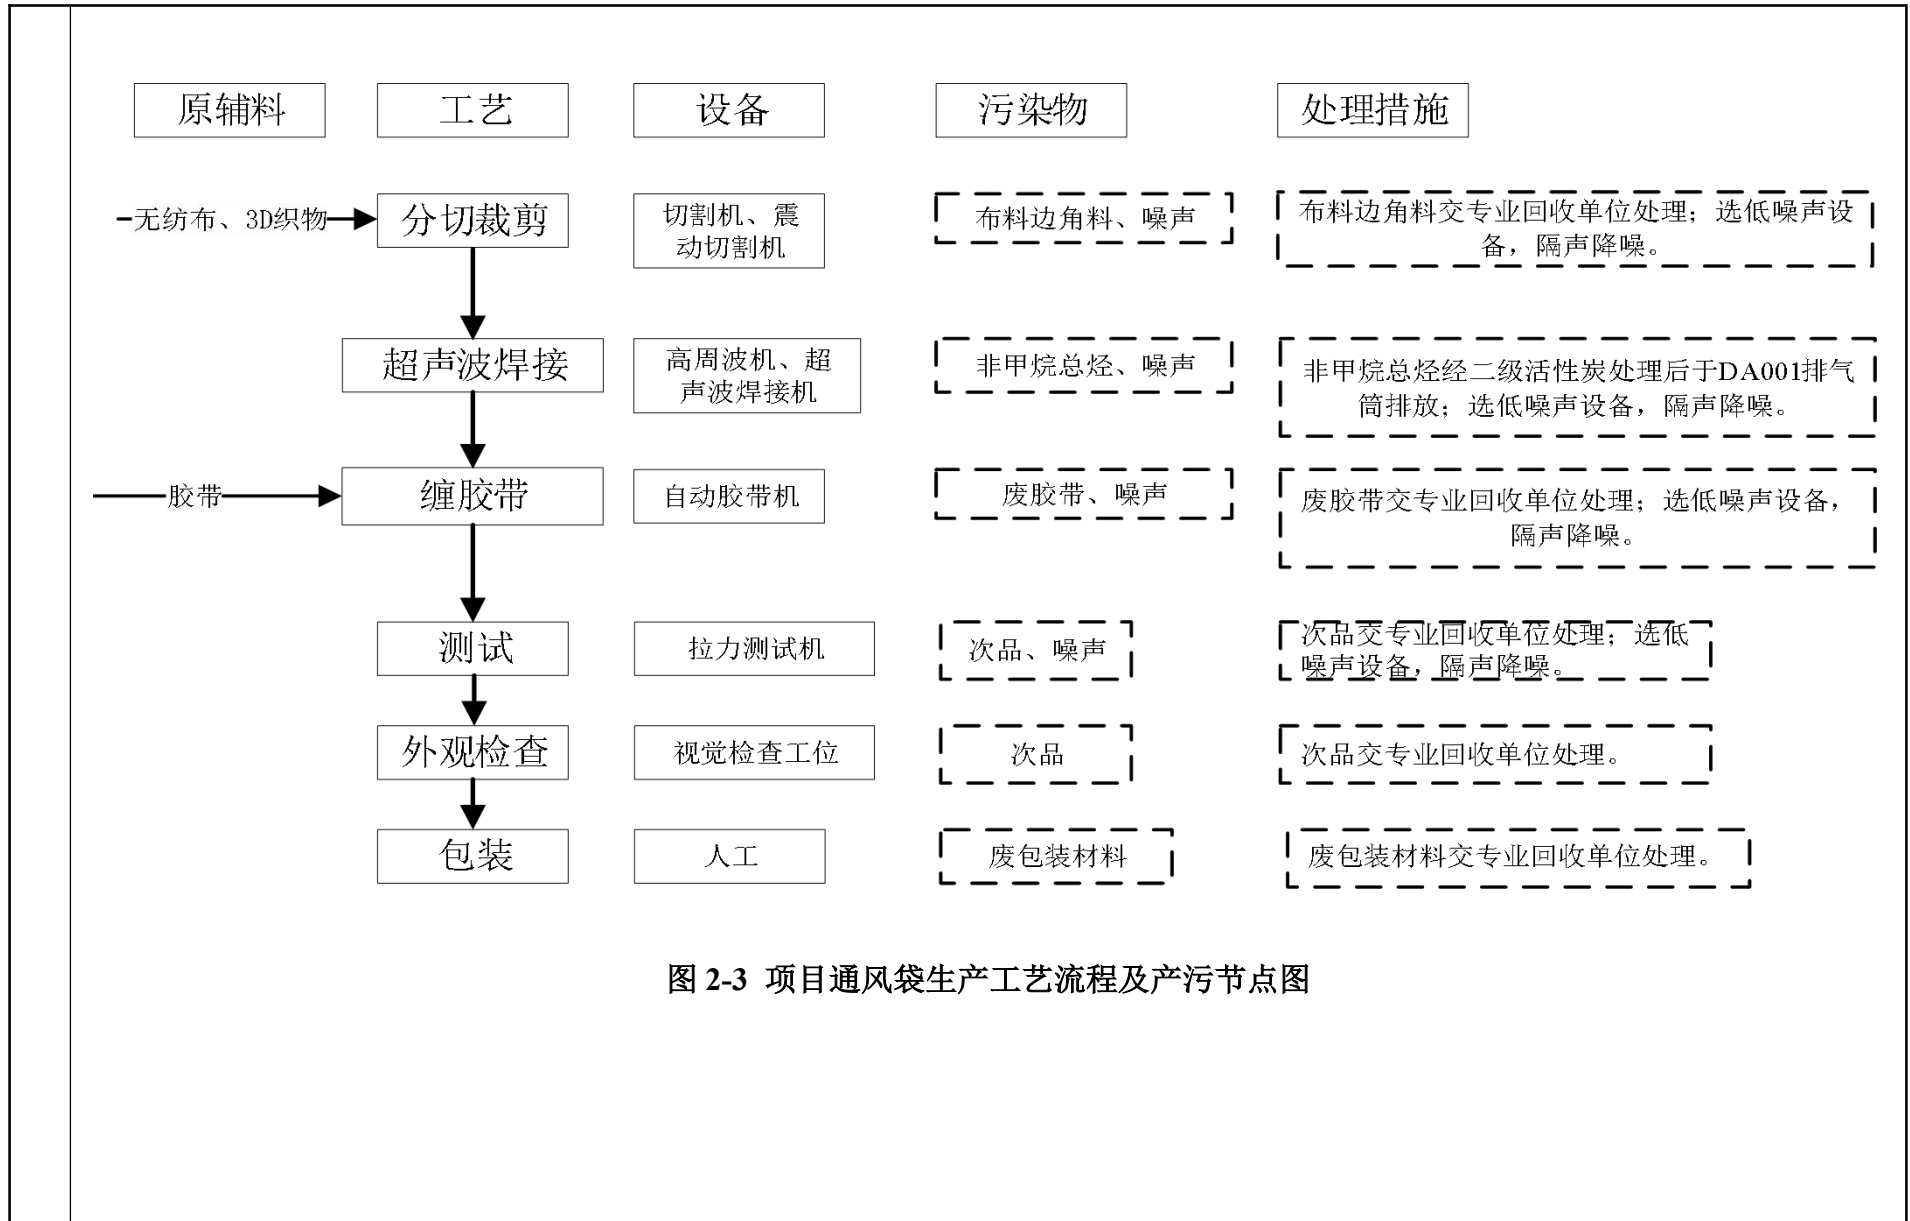 原辅料
工艺
设备
污染物
处理措施
无纺布、3D织物
分切裁剪
切割机、震
动切割机
布料边角料、噪声
布料边角料交专业回收单位处理；选低噪声设
备，隔声降噪。
超声波焊接
高周波机、超
声波焊接机
非甲烷总烃、噪声
非甲烷总烃经二级活性炭处理后于DA001排气
筒排放；选低噪声设备，隔声降噪。
胶带
缠胶带
自动胶带机
废胶带、噪声
废胶带交专业回收单位处理；选低噪声设备，
隔声降噪。
测试
拉力测试机
次品、噪声
次品交专业回收单位处理；选低
噪声设备，隔声降噪。
外观检查
视觉检查工位
次品
次品交专业回收单位处理。
包装
人工
废包装材料
废包装材料交专业回收单位处理。
图 2-3 项目通风袋生产工艺流程及产污节点图